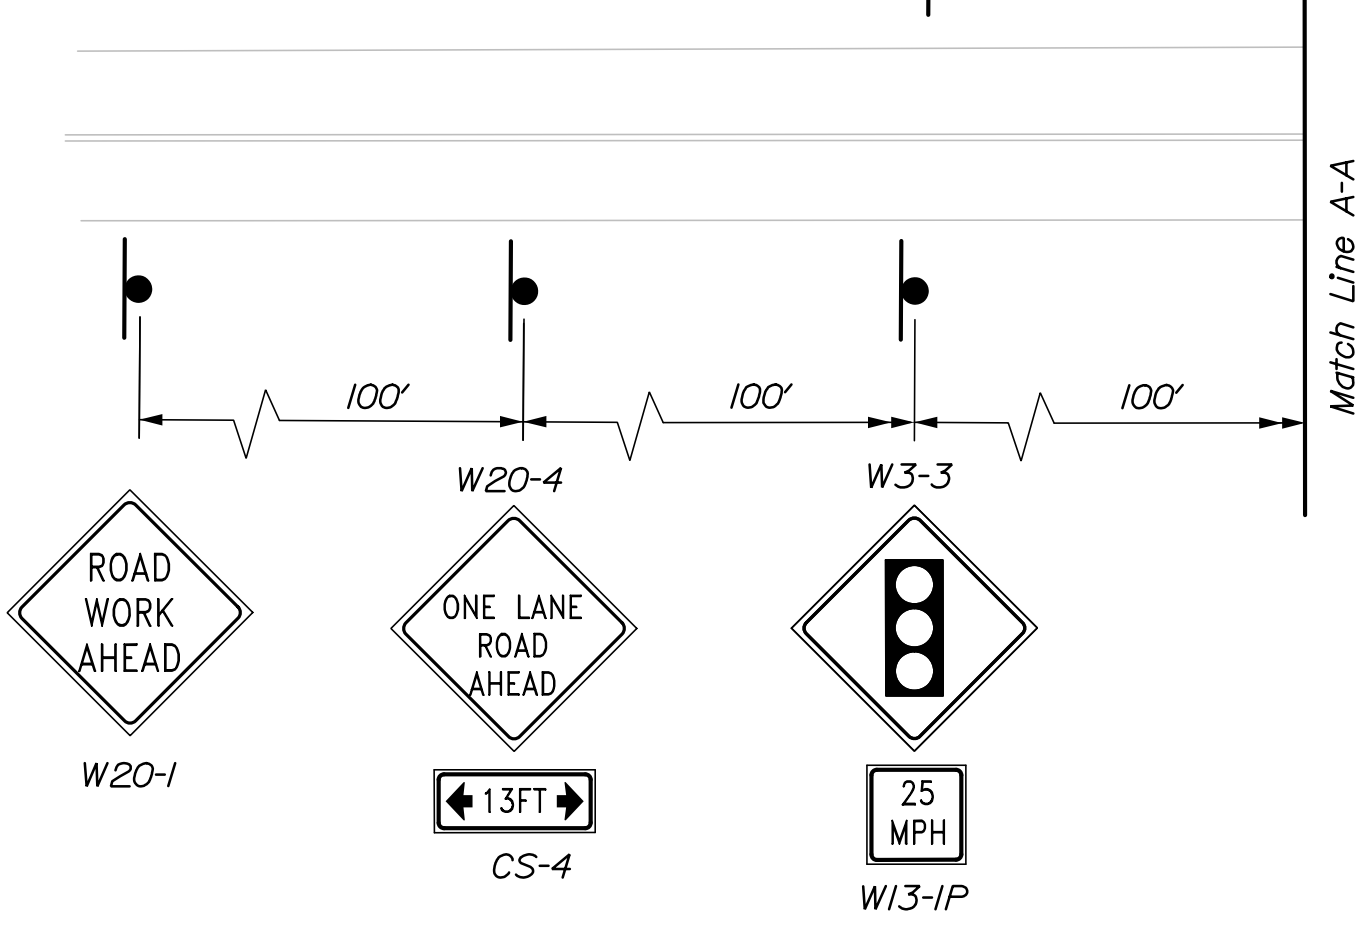 Match Line A-A
100'
100'
100'
W20-4
W3-3
ROAD
WORK
AHEAD
ONE LANE
ROAD
AHEAD
W20-1
13FT
25
MPH
CS-4
W13-1P